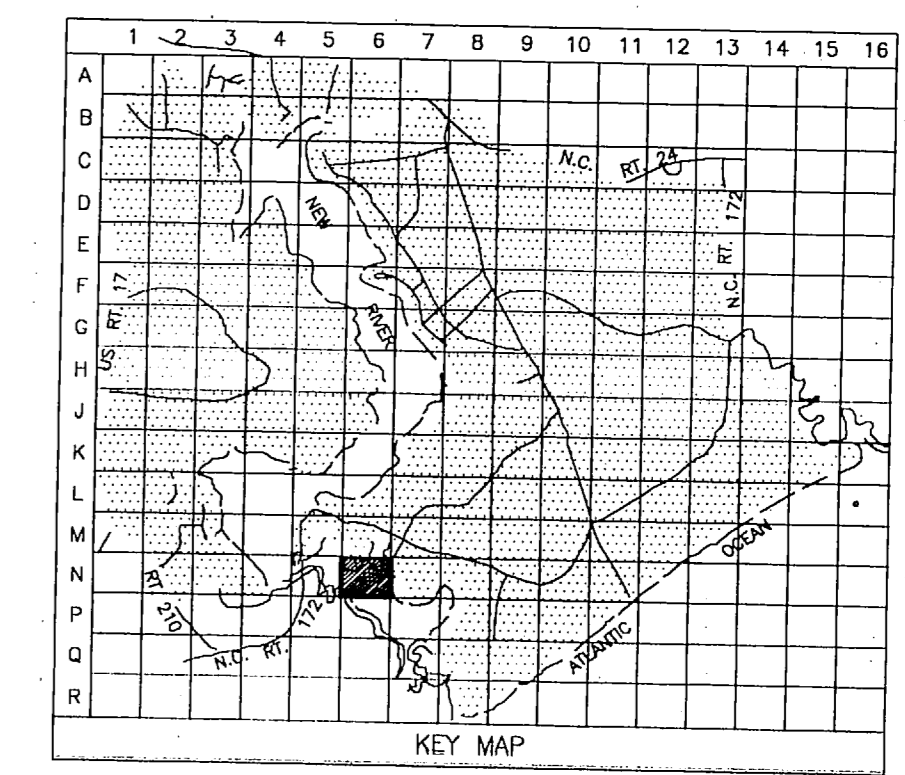 1 2 3 4 5 6 7 8 9 10 11 12 13 14 15 16
A
B
C
D
E
F
G
H
J
K
L
M
N
P
Q
R
N.C. RT. 24
N.C. RT. 172
NEW RIVER
US RT. 17
RT 210
N.C. RT. 172
ATLANTIC OCEAN
KEY MAP